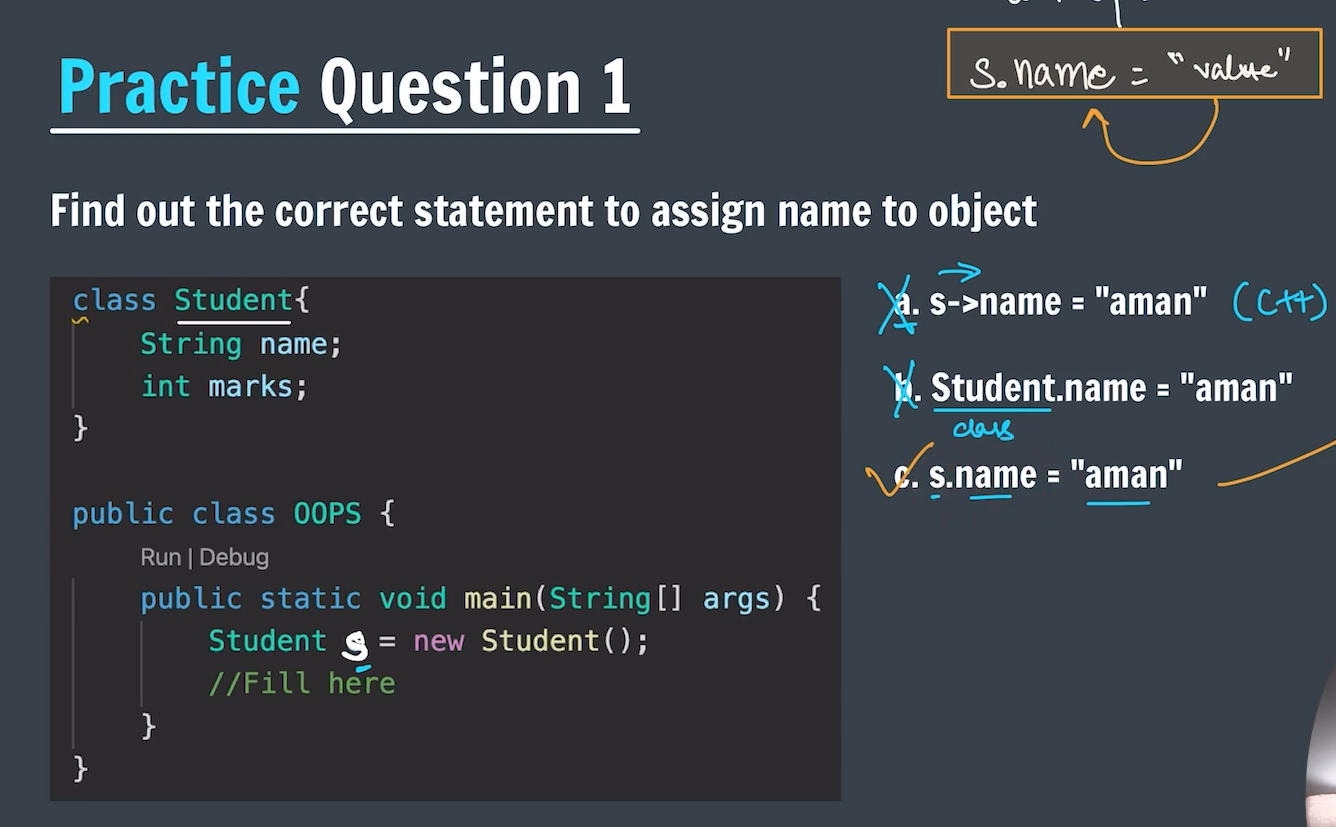 s.name = "value"
Practice Question 1
Find out the correct statement to assign name to object
class Student{
String name;
int marks;
}
public class OOPS {
Run | Debug
public static void main(String[] args) {
Student s = new Student();
//Fill here
}
}
a. s->name = "aman" (C++)
b. Student.name = "aman"
class
c. s.name = "aman"